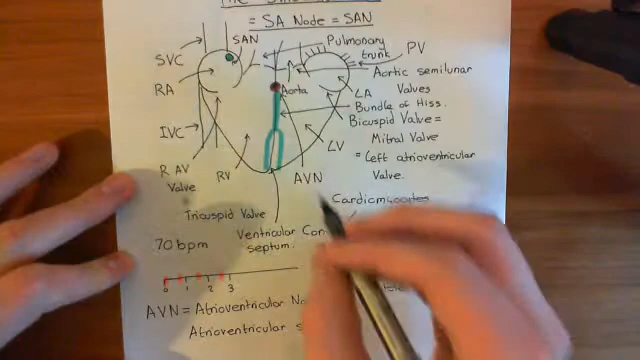 The
= SA Node = SAN
SAN
Pulmonary
trunk
PV
SVC
RA
Aortic semilunar
Valves
Aorta
LA
Bundle of Hiss.
Bicuspid Valve =
Mitral Valve
= Left atrioventricular
Valve.
IVC
LV
R AV
Valve
RV
AVN
Tricuspid Valve
Cardiomyocytes
70 bpm
Ventricular
septum.
0 1 2 3
AVN = Atrioventricular
Atrioventricular